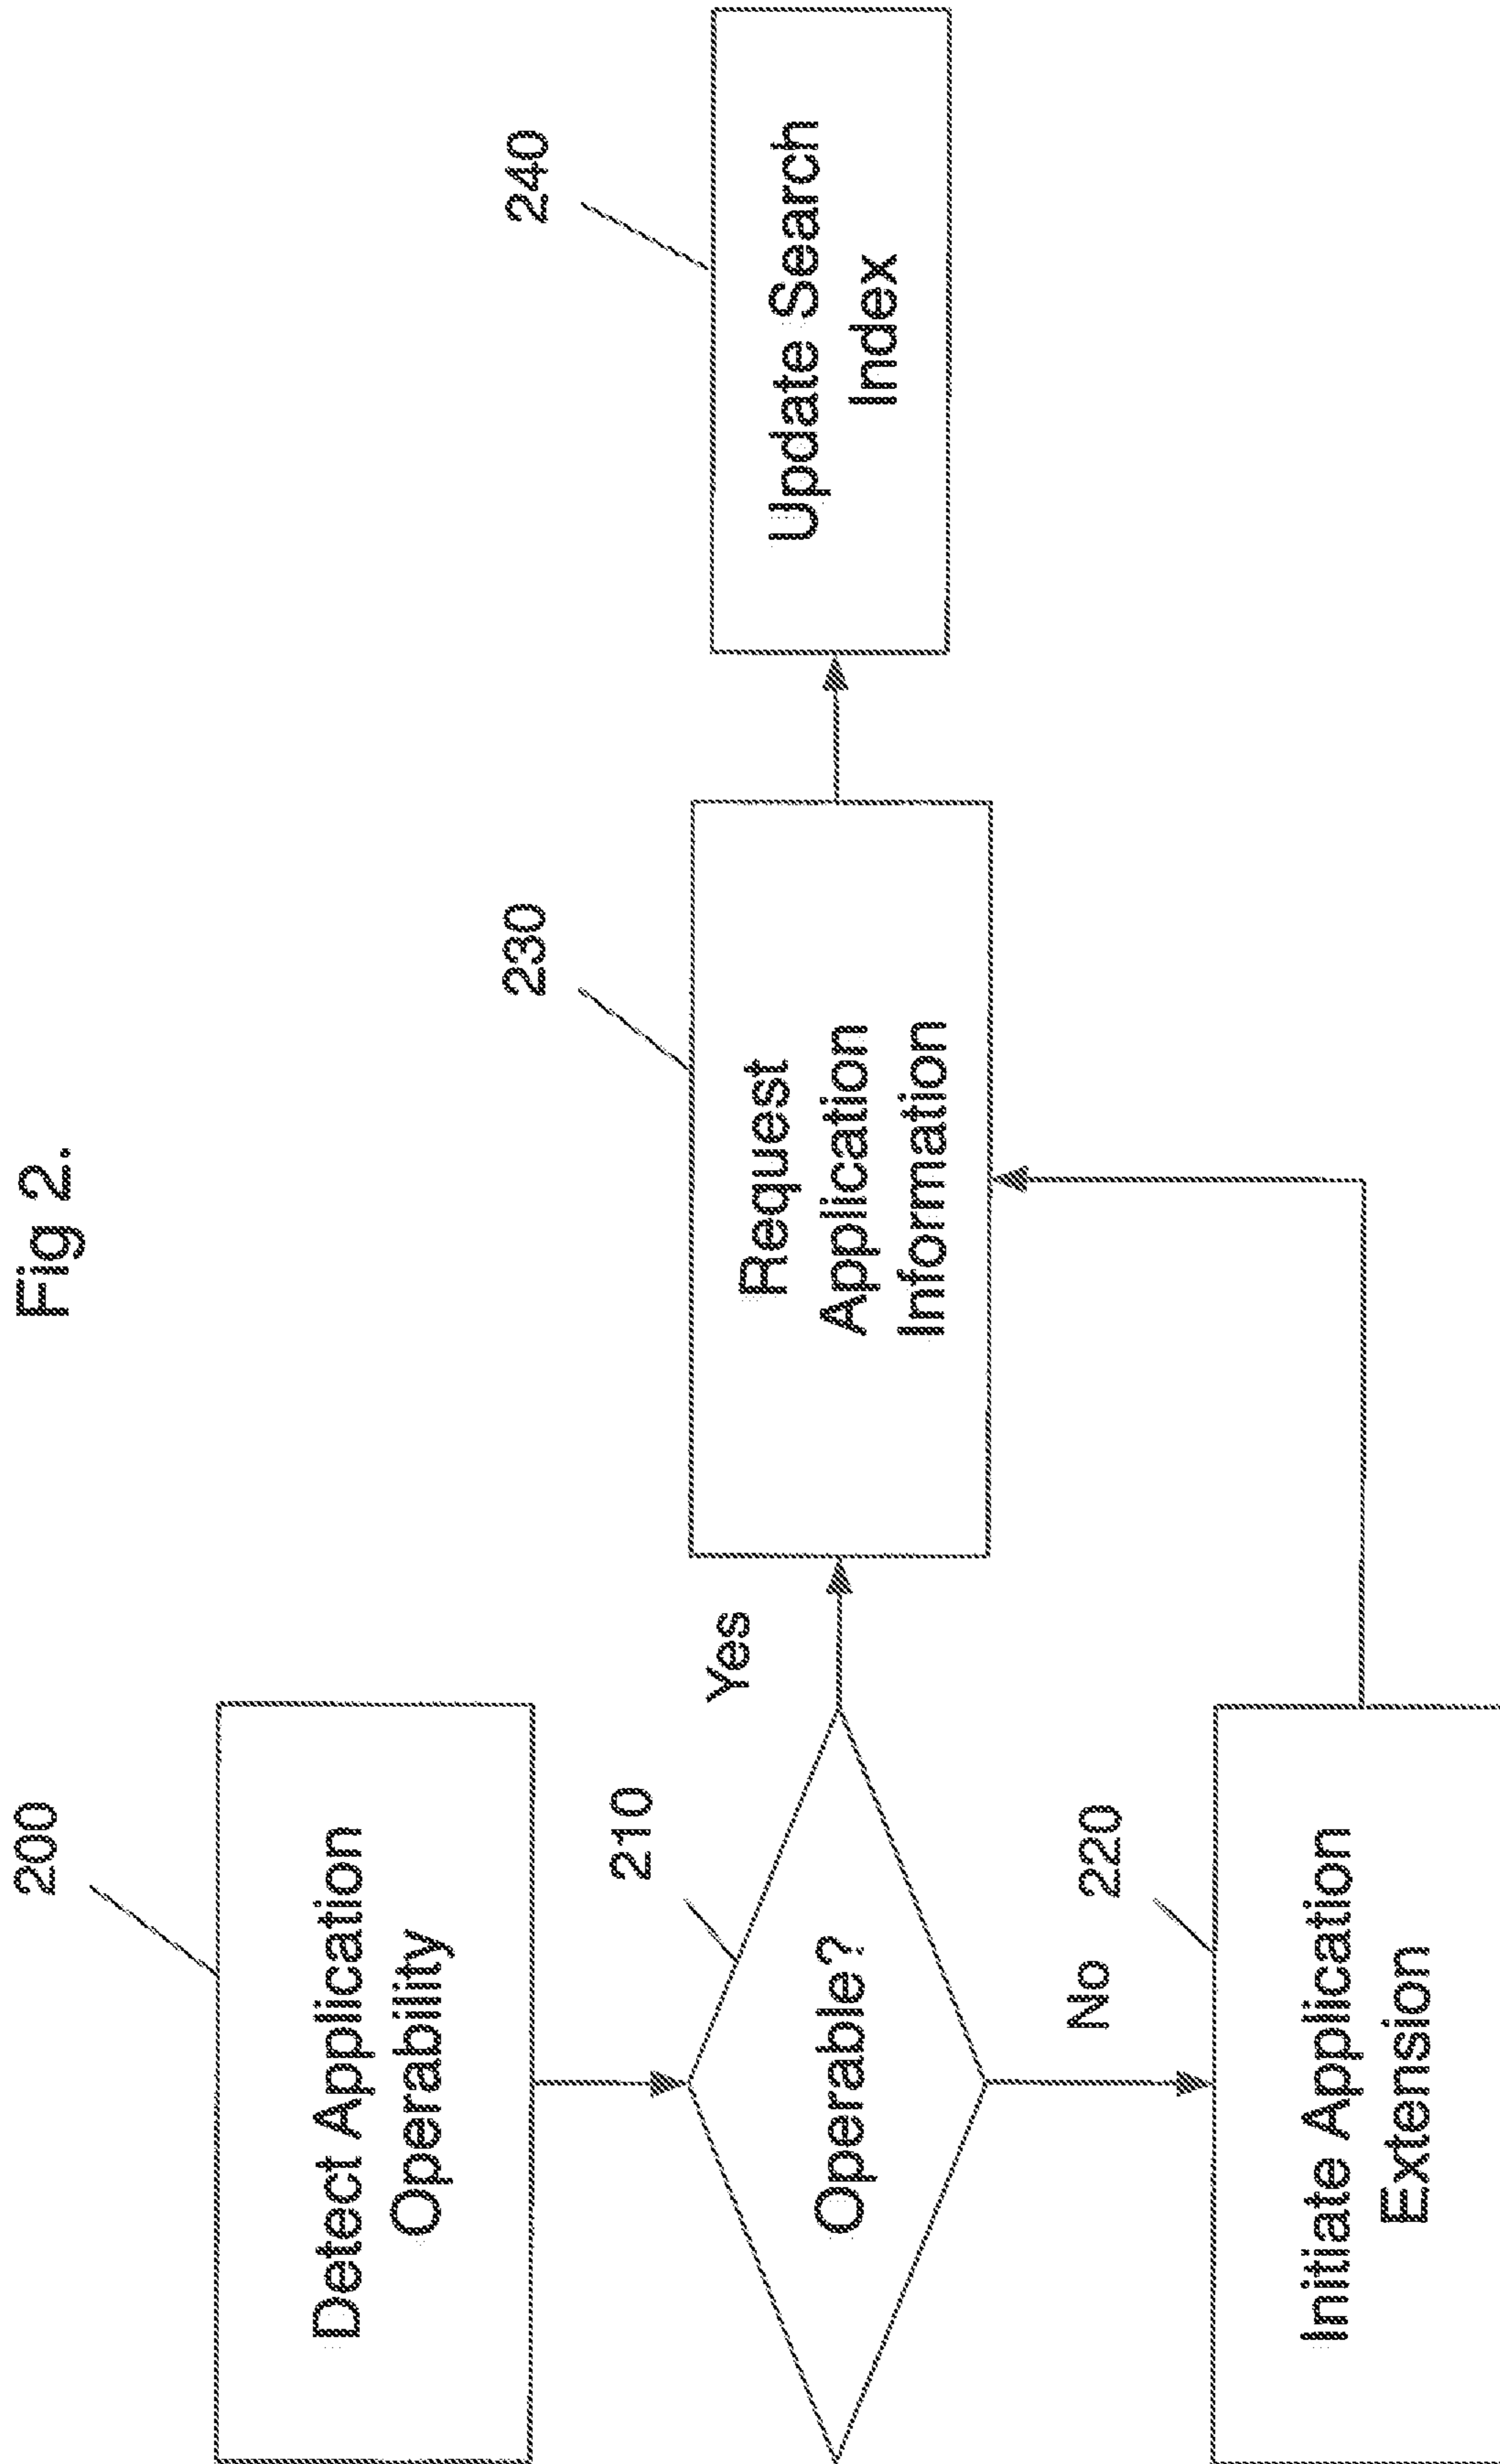 Fig 2.
200
Detect Application
Operability
210
Operable?
Yes
No
220
Initiate Application
Extension
230
Request
Application
Information
240
Update Search
Index